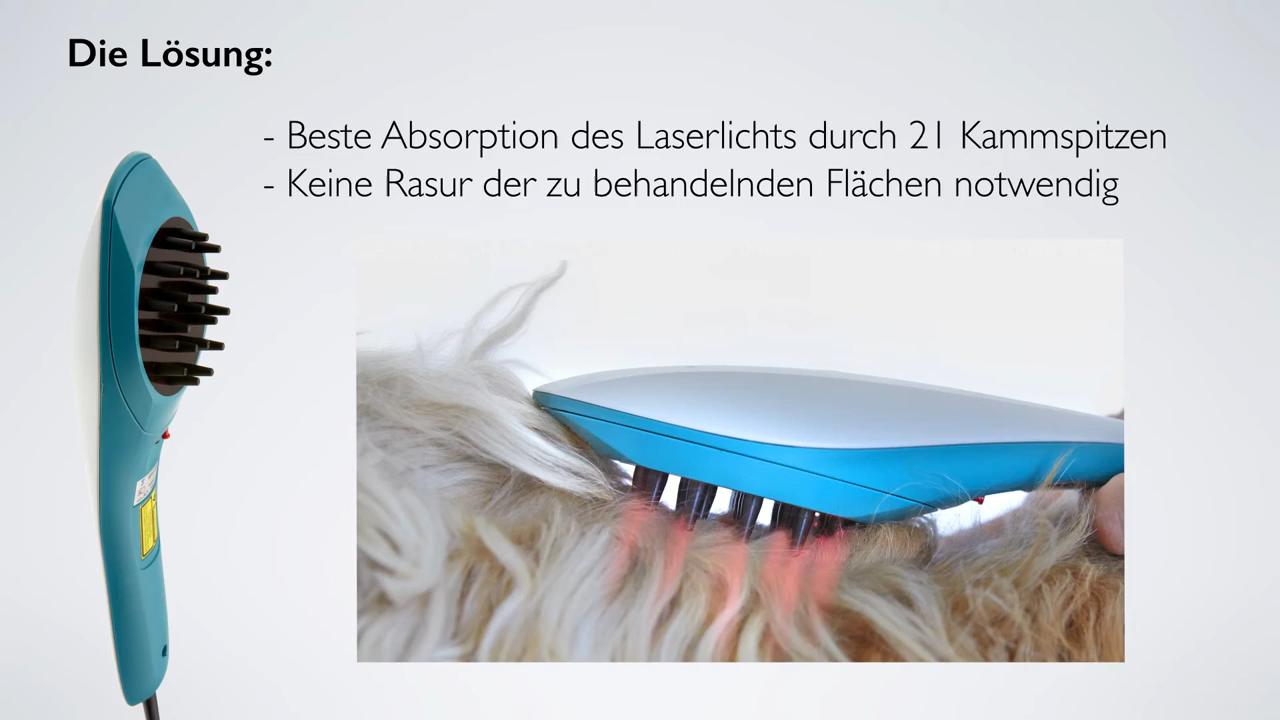 Die Lösung:
- Beste Absorption des Laserlichts durch 21 Kammspitzen
- Keine Rasur der zu behandelnden Flächen notwendig